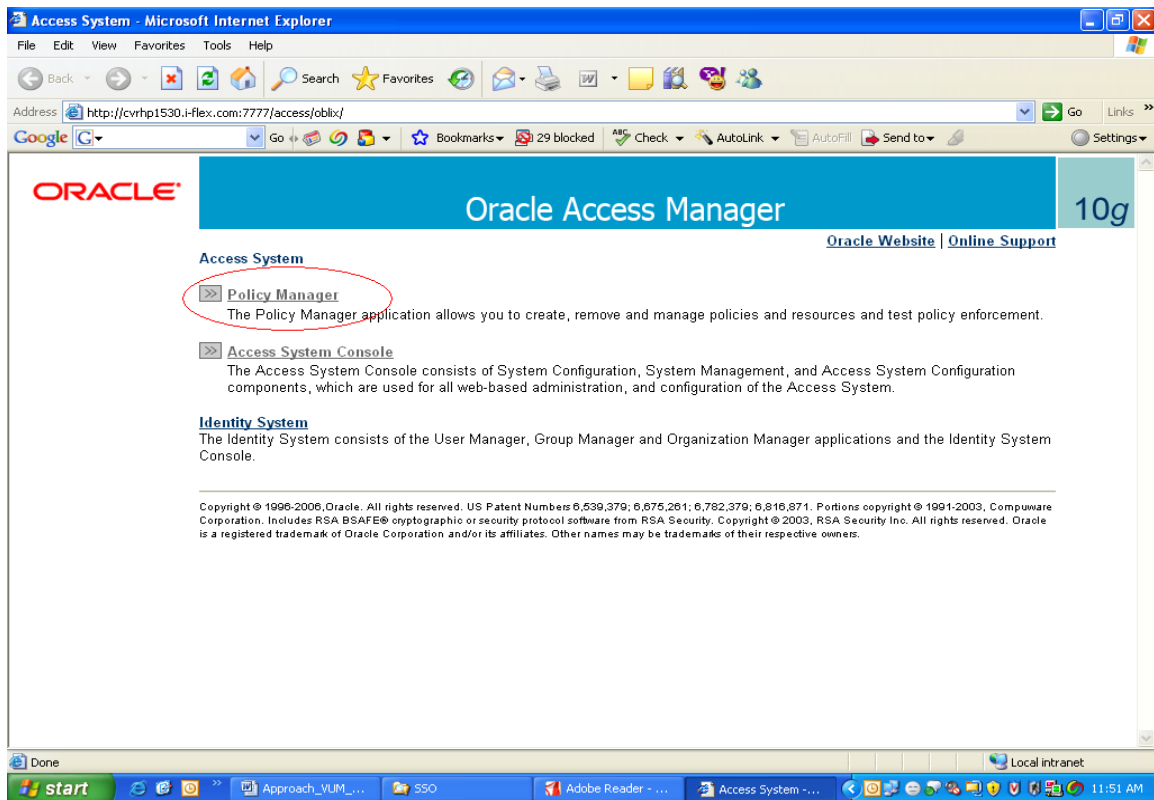 Access System - Microsoft Internet Explorer
File Edit View Favorites Tools Help
Back Search Favorites
Address http://cvrhp1530.i-flex.com:7777/access/oblix/ Go Links »
Google G Go Bookmarks 29 blocked ABC Check AutoLink AutoFill Send to Settings
ORACLE
Oracle Access Manager
10g
Oracle Website | Online Support
Access System
>> Policy Manager
The Policy Manager application allows you to create, remove and manage policies and resources and test policy enforcement.
>> Access System Console
The Access System Console consists of System Configuration, System Management, and Access System Configuration
components, which are used for all web-based administration, and configuration of the Access System.
Identity System
The Identity System consists of the User Manager, Group Manager and Organization Manager applications and the Identity System
Console.
Copyright © 1996-2006,Oracle. All rights reserved. US Patent Numbers 6,539,379; 6,675,261; 6,782,379; 6,816,871. Portions copyright © 1991-2003, Compuware
Corporation. Includes RSA BSAFE® cryptographic or security protocol software from RSA Security. Copyright © 2003, RSA Security Inc. All rights reserved. Oracle
is a registered trademark of Oracle Corporation and/or its affiliates. Other names may be trademarks of their respective owners.
Done Local intranet
start » Approach_VUM_... SSO Adobe Reader - ... Access System -... 11:51 AM